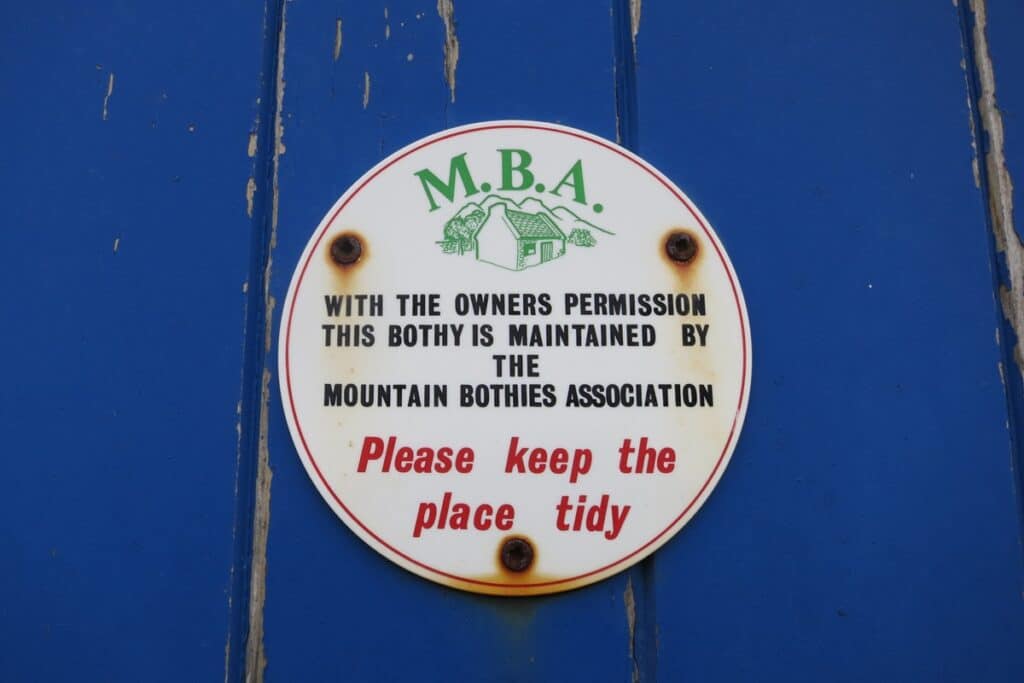 M.B.A.
WITH THE OWNERS PERMISSION
THIS BOTHY IS MAINTAINED BY
THE
MOUNTAIN BOTHIES ASSOCIATION
Please keep the
place tidy